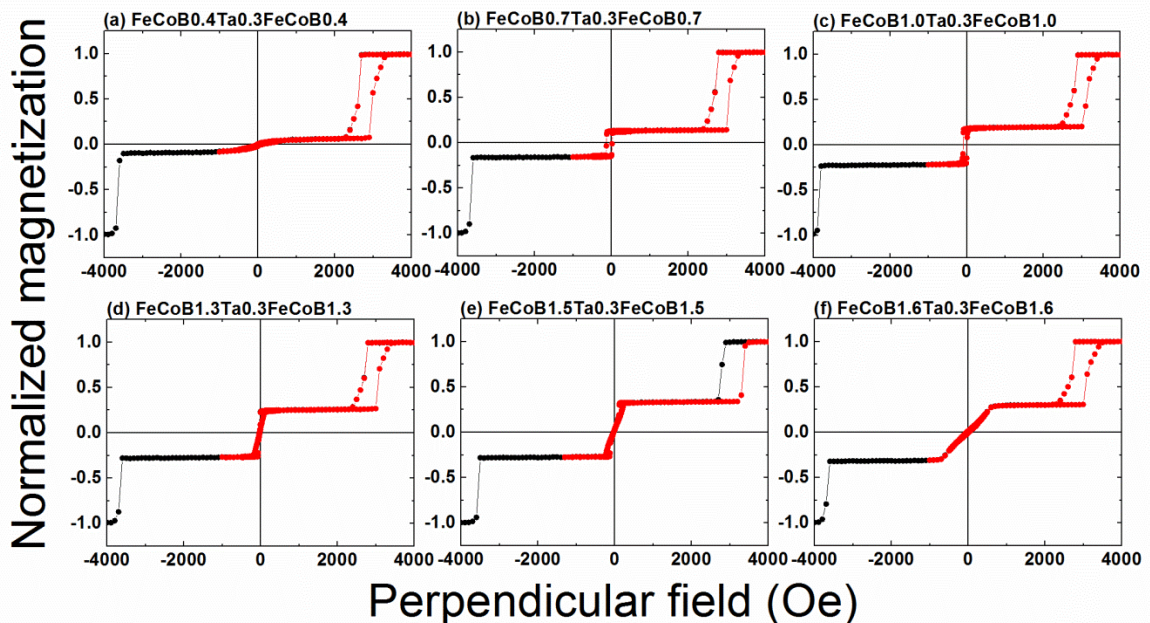 (a) FeCoB0.4Ta0.3FeCoB0.4
(b) FeCoB0.7Ta0.3FeCoB0.7
(c) FeCoB1.0Ta0.3FeCoB1.0
1.0
0.5
0.0
-0.5
-1.0
-4000 -2000 0 2000 4000
1.0
0.5
0.0
-0.5
-1.0
-4000 -2000 0 2000 4000
1.0
0.5
0.0
-0.5
-1.0
-4000 -2000 0 2000 4000
(d) FeCoB1.3Ta0.3FeCoB1.3
(e) FeCoB1.5Ta0.3FeCoB1.5
(f) FeCoB1.6Ta0.3FeCoB1.6
1.0
0.5
0.0
-0.5
-1.0
-4000 -2000 0 2000 4000
1.0
0.5
0.0
-0.5
-1.0
-4000 -2000 0 2000 4000
1.0
0.5
0.0
-0.5
-1.0
-4000 -2000 0 2000 4000
Normalized magnetization
Perpendicular field (Oe)